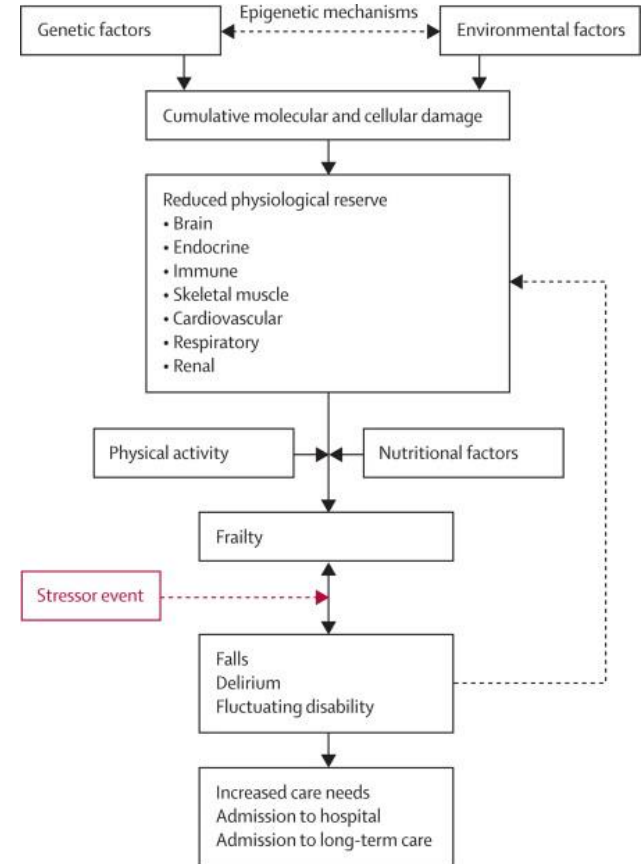 Epigenetic mechanisms
Genetic factors
Environmental factors
Cumulative molecular and cellular damage
Reduced physiological reserve
• Brain
• Endocrine
• Immune
• Skeletal muscle
• Cardiovascular
• Respiratory
• Renal
Physical activity
Nutritional factors
Frailty
Stressor event
Falls
Delirium
Fluctuating disability
Increased care needs
Admission to hospital
Admission to long-term care